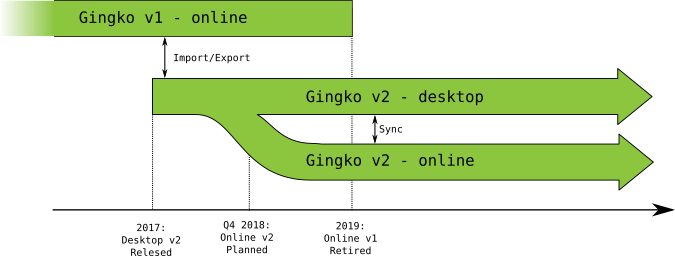 Gingko v1 - online
Import/Export
Gingko v2 - desktop
Sync
Gingko v2 - online
2017:
Desktop v2
Relesed
Q4 2018:
Online v2
Planned
2019:
Online v1
Retired